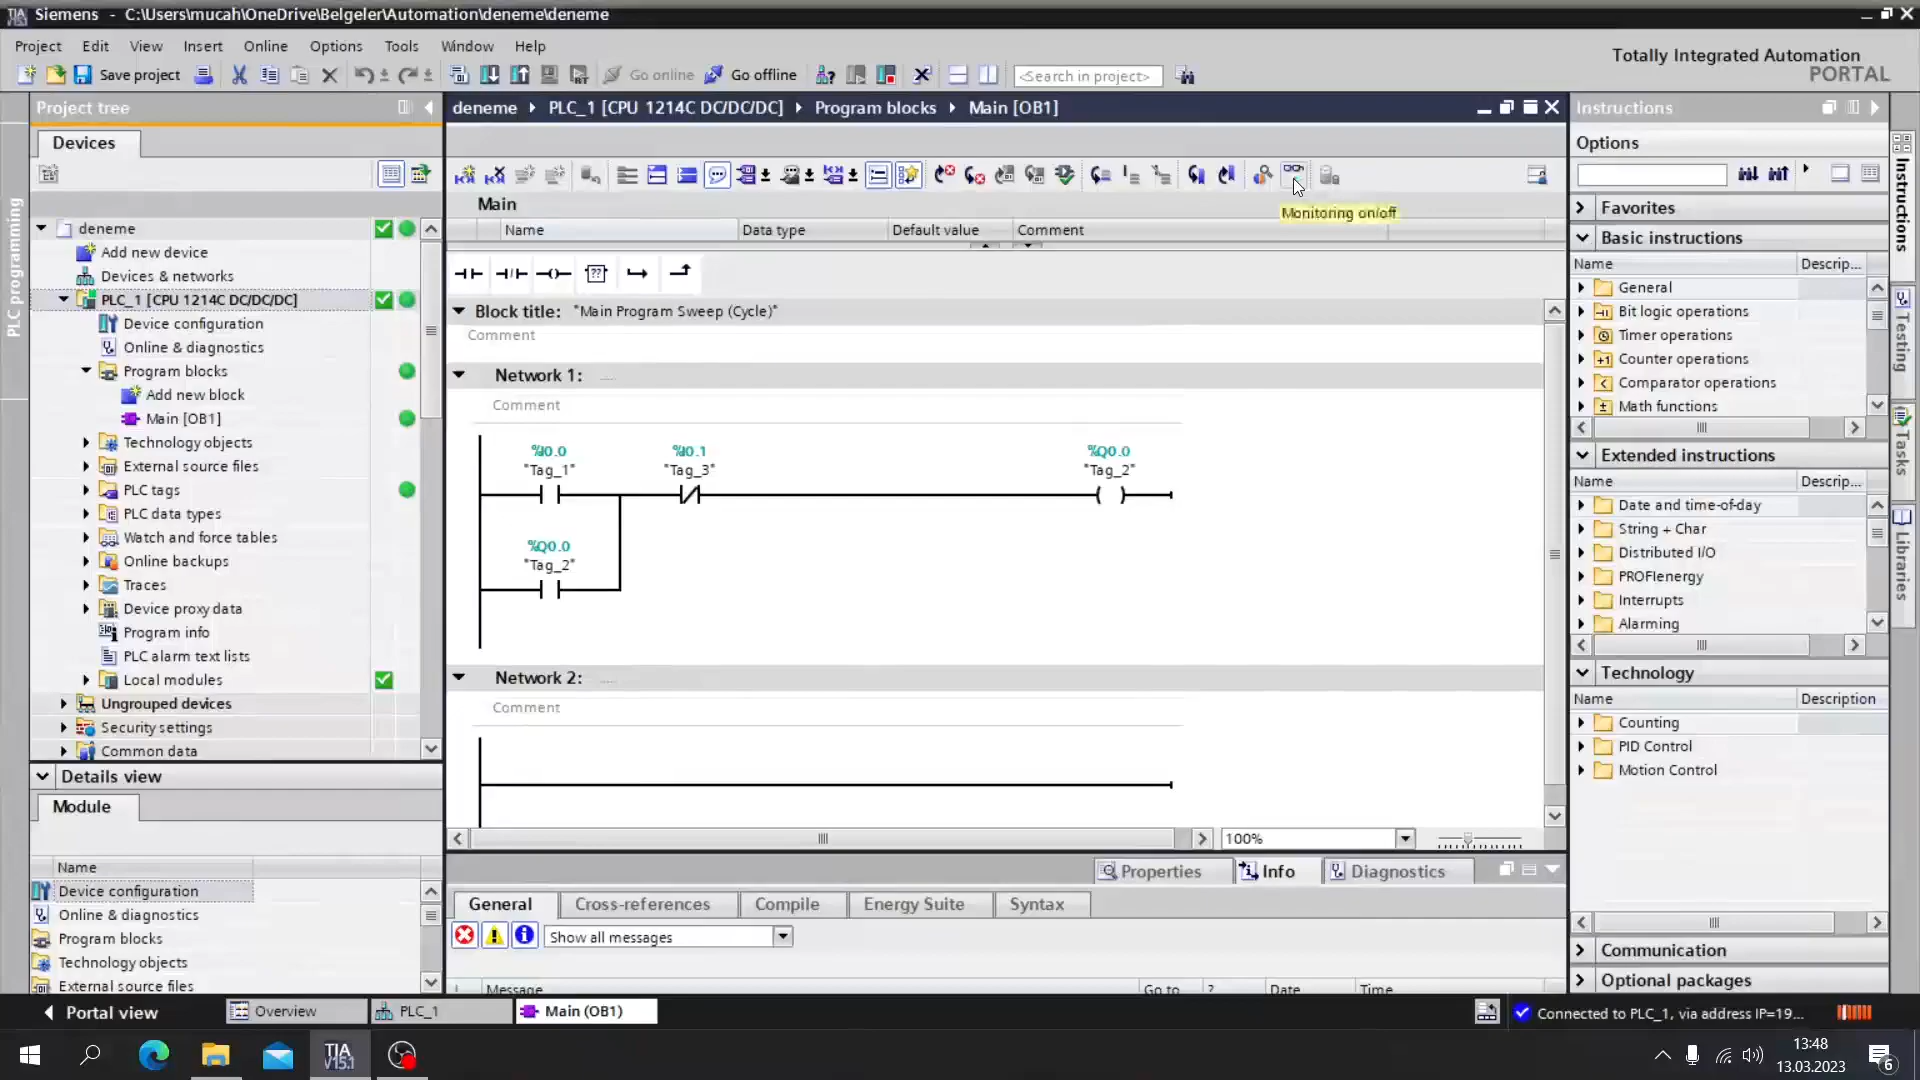 Siemens - C:\Users\mucah\OneDrive\Belgeler\Automation\deneme\deneme
Project Edit View Insert Online Options Tools Window Help
Totally Integrated Automation
PORTAL
Save project
Go online
Go offline
<Search in project>
Project tree
Devices
PLC programming
deneme
Add new device
Devices & networks
PLC_1 [CPU 1214C DC/DC/DC]
Device configuration
Online & diagnostics
Program blocks
Add new block
Main [OB1]
Technology objects
External source files
PLC tags
PLC data types
Watch and force tables
Online backups
Traces
Device proxy data
Program info
PLC alarm text lists
Local modules
Ungrouped devices
Security settings
Common data
Details view
Module
Name
Device configuration
Online & diagnostics
Program blocks
Technology objects
External source files
deneme PLC_1 [CPU 1214C DC/DC/DC] Program blocks Main [OB1]
Monitoring on/off
Main
Name Data type Default value Comment
??
Block title: "Main Program Sweep (Cycle)"
Comment
Network 1: .....
Comment
%I0.0 %I0.1 %Q0.0
"Tag_1" "Tag_3" "Tag_2"
%Q0.0
"Tag_2"
Network 2: .....
Comment
100%
Properties Info Diagnostics
General Cross-references Compile Energy Suite Syntax
Show all messages
Message Go to ? Date Time
Instructions
Options
Favorites
Basic instructions
Name Descrip...
General
Bit logic operations
Timer operations
Counter operations
Comparator operations
Math functions
Extended instructions
Name Descrip...
Date and time-of-day
String + Char
Distributed I/O
PROFIenergy
Interrupts
Alarming
Technology
Name Description
Counting
PID Control
Motion Control
Communication
Optional packages
Instructions
Testing
Tasks
Libraries
Portal view
Overview
PLC_1
Main (OB1)
Connected to PLC_1, via address IP=19...
TIA
V15.1
13:48
13.03.2023
6